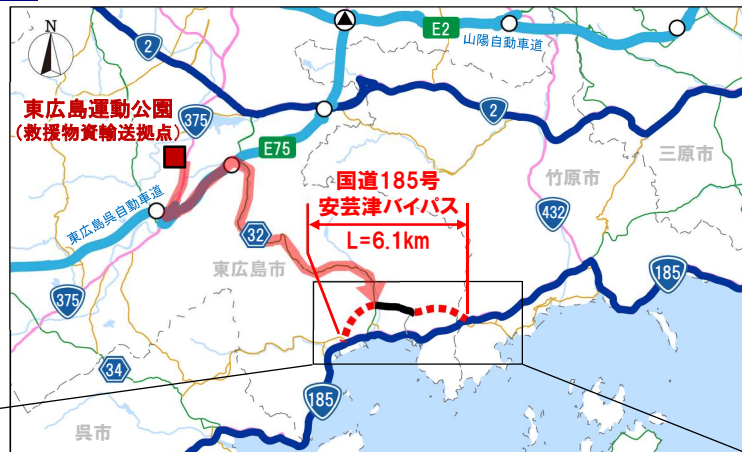 N
E2
山陽自動車道
2
東広島運動公園
(救援物資輸送拠点)
375
2
E75
三原市
国道185号
安芸津バイパス
L=6.1km
竹原市
東広島呉自動車道
432
32
東広島市
185
375
34
185
呉市